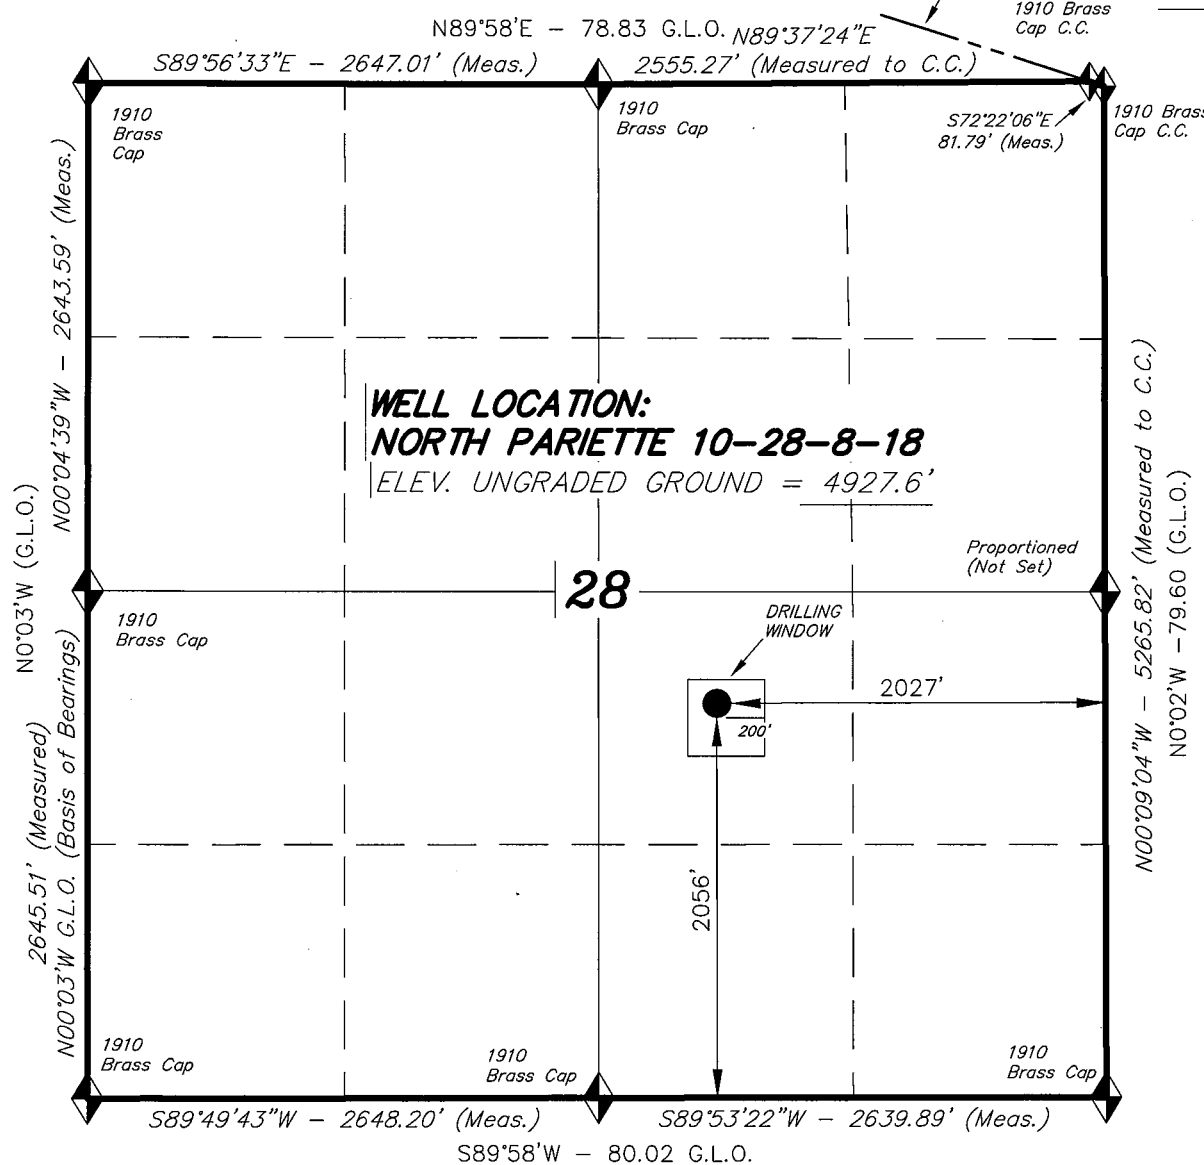 1910 Brass
Cap C.C.
N89°58'E - 78.83 G.L.O.
N89°37'24"E
S89°56'33"E - 2647.01' (Meas.)
2555.27' (Measured to C.C.)
1910
Brass
Cap
1910
Brass Cap
S72°22'06"E
81.79' (Meas.)
1910 Brass
Cap C.C.
N00°04'39"W - 2643.59' (Meas.)
N0°03'W (G.L.O.)
WELL LOCATION:
NORTH PARIETTE 10-28-8-18
ELEV. UNGRADED GROUND = 4927.6'
Proportioned
(Not Set)
N00°09'04"W - 5265.82' (Measured to C.C.)
N0°02'W -79.60 (G.L.O.)
28
1910
Brass Cap
DRILLING
WINDOW
2027'
200'
2056'
2645.51' (Measured)
N00°03'W G.L.O. (Basis of Bearings)
1910
Brass Cap
1910
Brass Cap
1910
Brass Cap
S89°49'43"W - 2648.20' (Meas.)
S89°53'22"W - 2639.89' (Meas.)
S89°58'W - 80.02 G.L.O.